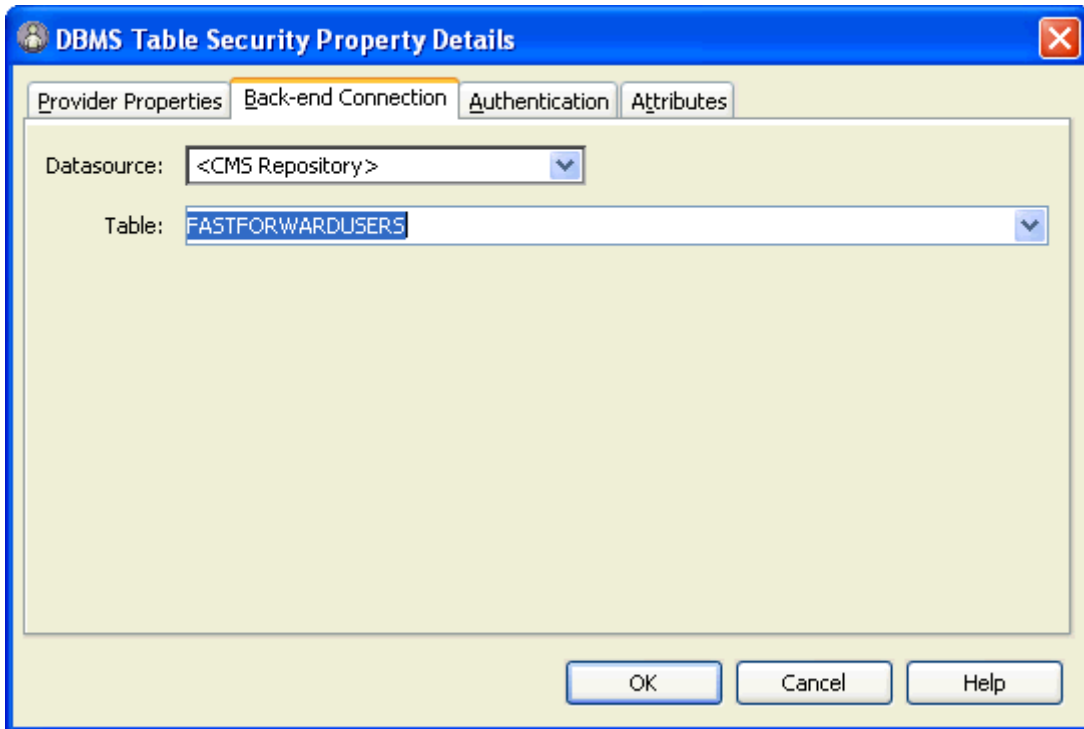 DBMS Table Security Property Details
Provider Properties Back-end Connection Authentication Attributes
Datasource: <CMS Repository>
Table: FASTFORWARDUSERS
OK Cancel Help